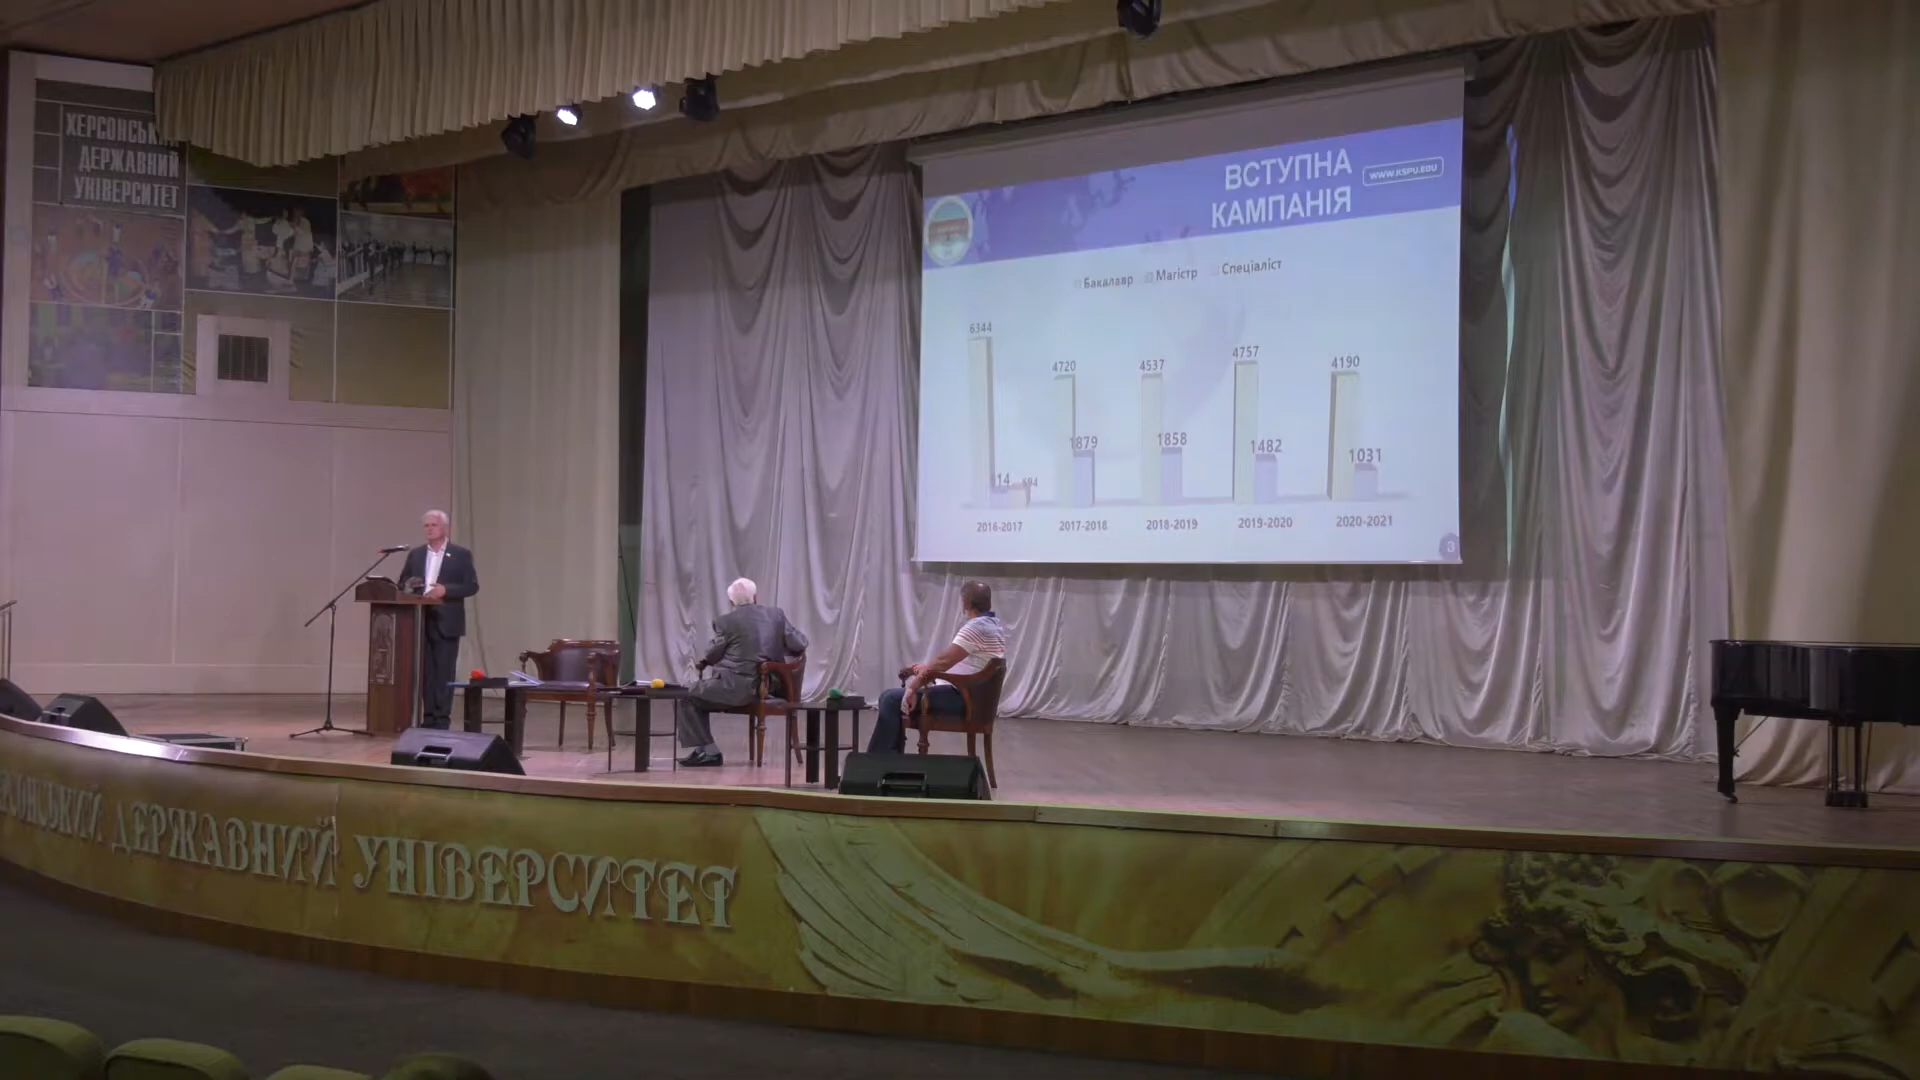 ХЕРСОНСЬКИЙ
ДЕРЖАВНИЙ
УНІВЕРСИТЕТ
ВСТУПНА
КАМПАНІЯ
WWW.KSPU.EDU
Бакалавр Магістр Спеціаліст
6344
4720
4537
4757
4190
14
1879
1858
1482
1031
2016-2017 2017-2018 2018-2019 2019-2020 2020-2021
3
ДЕРЖАВНИЙ УНІВЕРСИТЕТ